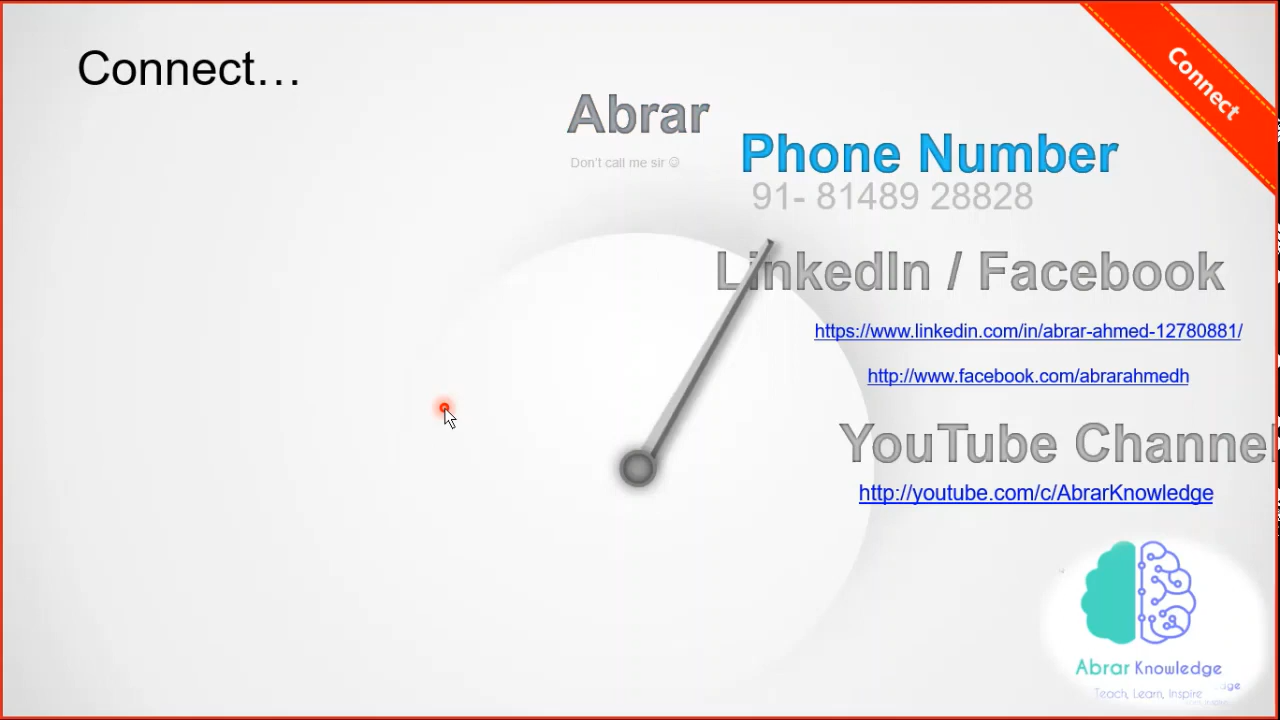 Connect…
Connect
Abrar
Don't call me sir ☺
Phone Number
91- 81489 28828
LinkedIn / Facebook
https://www.linkedin.com/in/abrar-ahmed-12780881/
http://www.facebook.com/abrarahmedh
YouTube Channel
http://youtube.com/c/AbrarKnowledge
Abrar Knowledge
Teach, Learn, Inspire